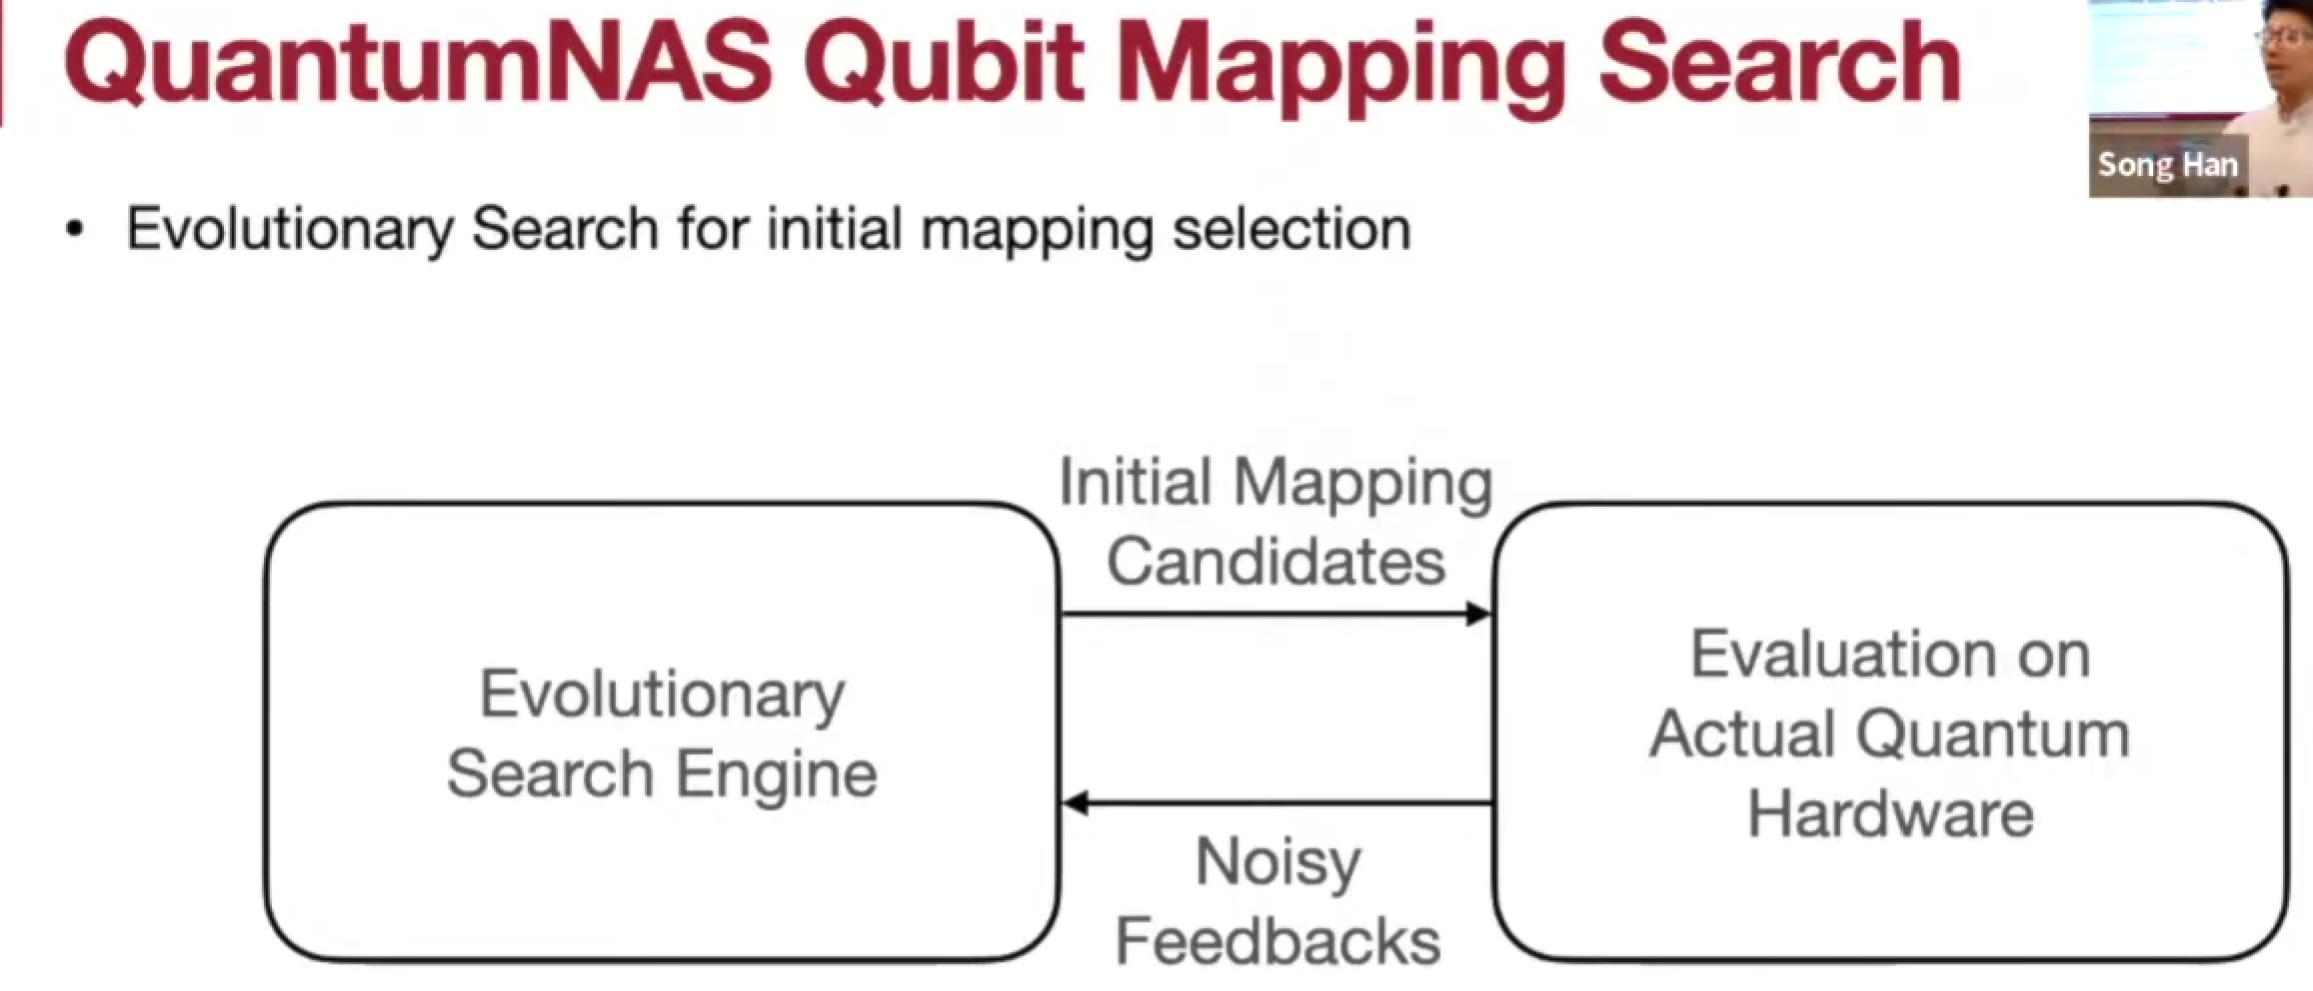 QuantumNAS Qubit Mapping Search
Song Han
• Evolutionary Search for initial mapping selection
Initial Mapping
Candidates
Evolutionary
Search Engine
Evaluation on
Actual Quantum
Hardware
Noisy
Feedbacks